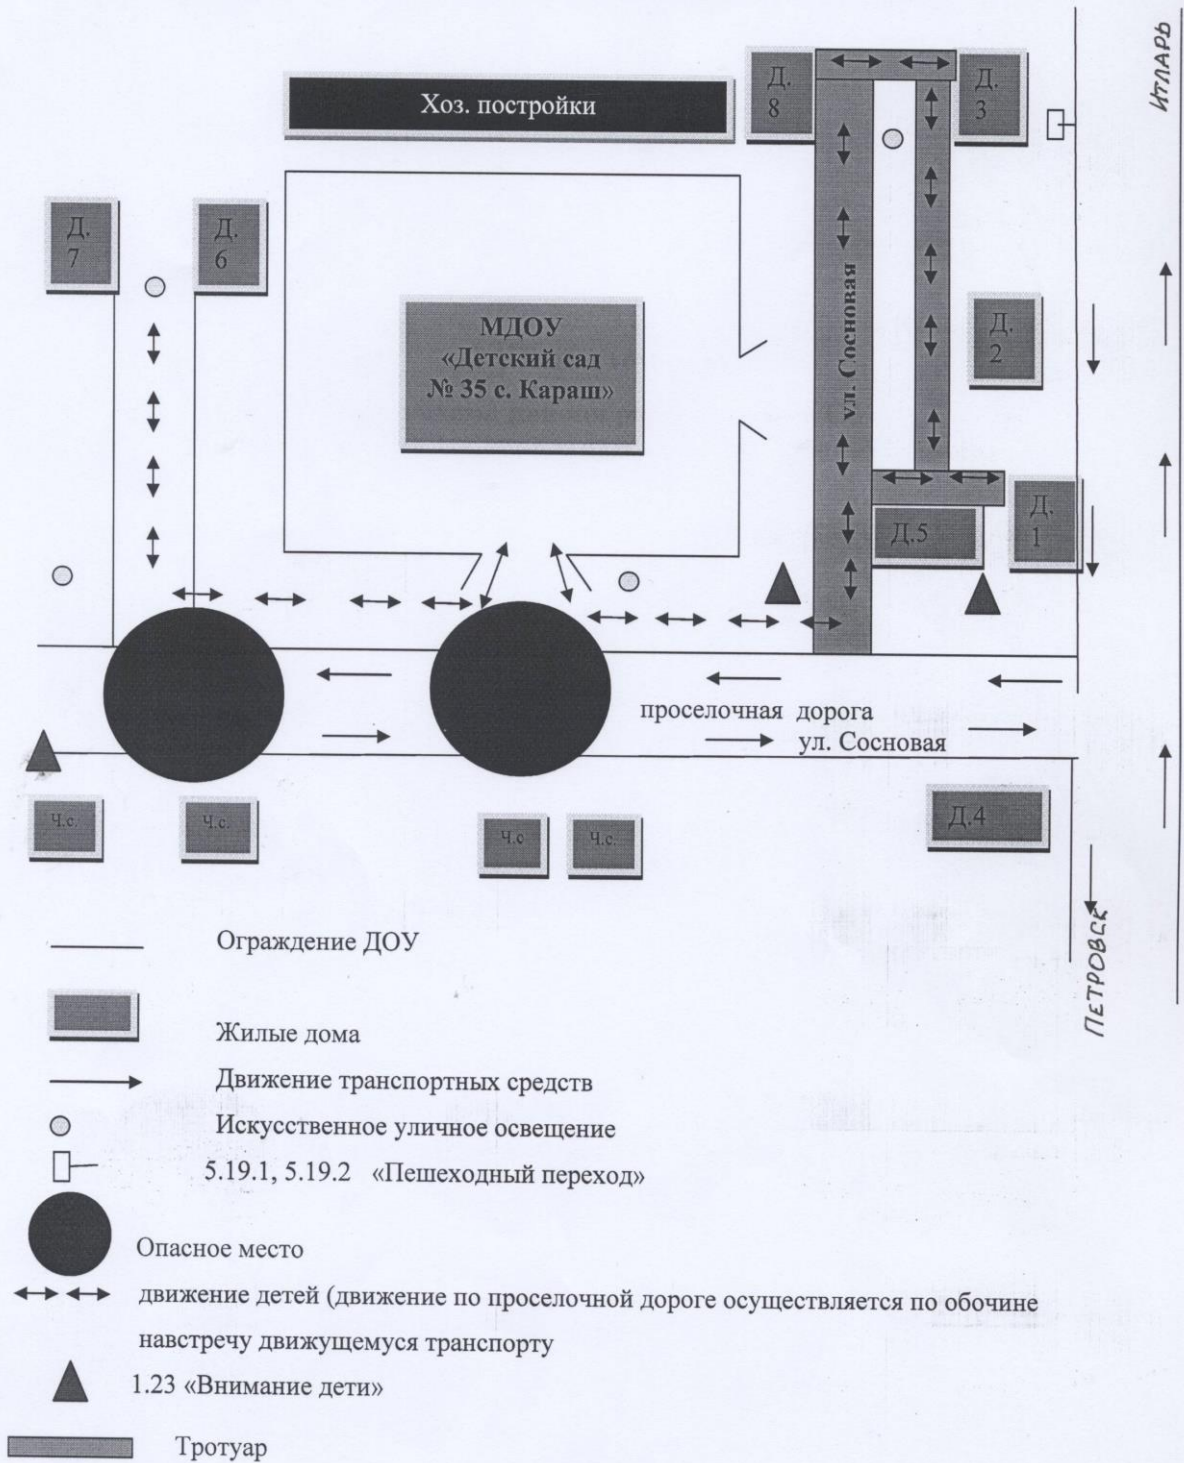 ИТЛАРЬ
Хоз. постройки
Д.
8
Д.
3
Д.
7
Д.
6
МДОУ
«Детский сад
№ 35 с. Караш»
ул. Сосновая
Д.
2
Д.5
Д.
1
проселочная дорога
ул. Сосновая
Ч.с.
Ч.с.
Ч.с
Ч.с.
Д.4
ПЕТРОВСК
Ограждение ДОУ
Жилые дома
Движение транспортных средств
Искусственное уличное освещение
5.19.1, 5.19.2 «Пешеходный переход»
Опасное место
движение детей (движение по проселочной дороге осуществляется по обочине
навстречу движущемуся транспорту
1.23 «Внимание дети»
Тротуар